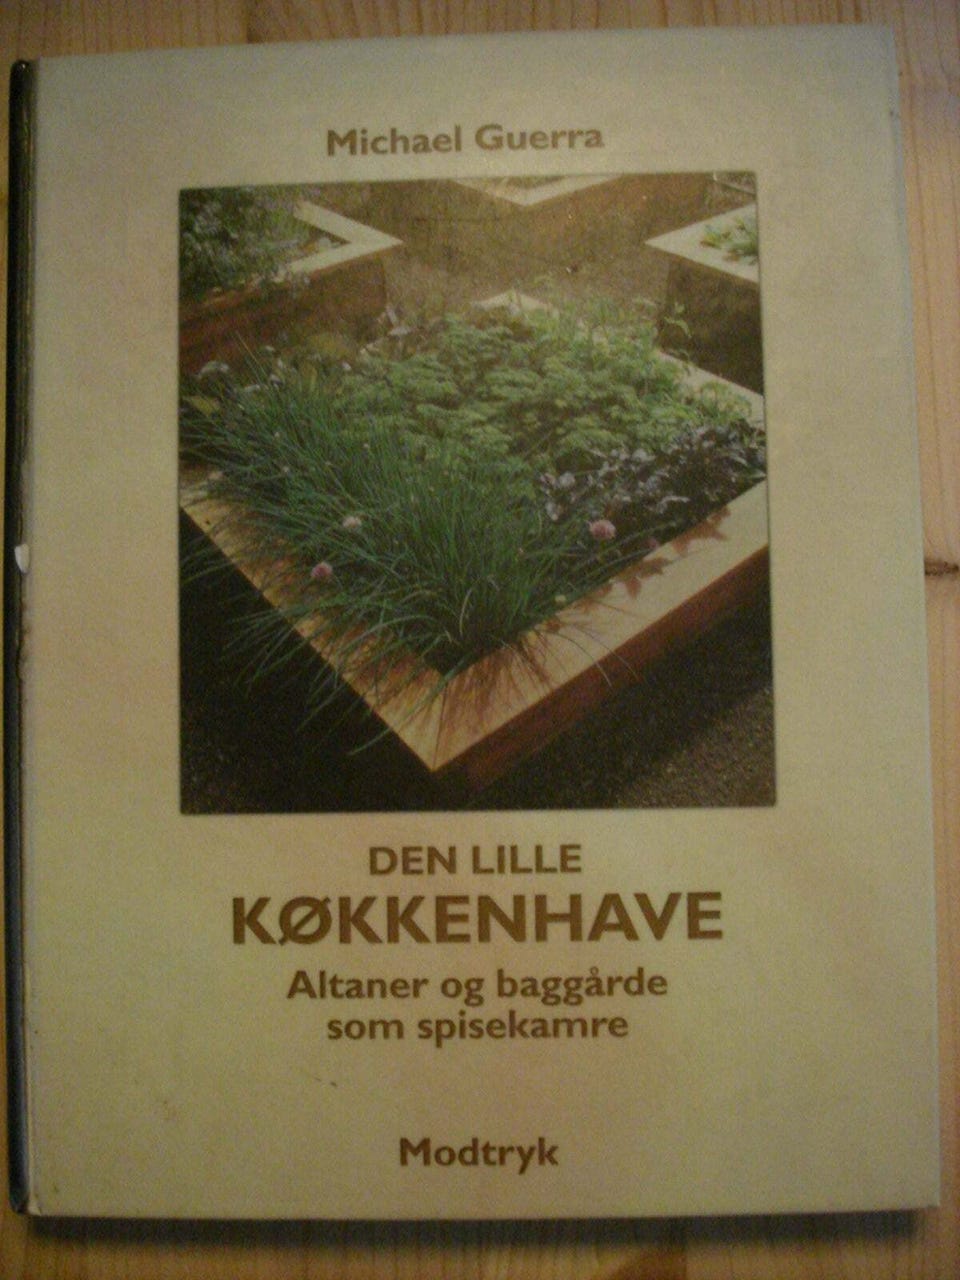 Michael Guerra
DEN LILLE
KØKKENHAVE
Altaner og baggårde
som spisekamre
Modtryk